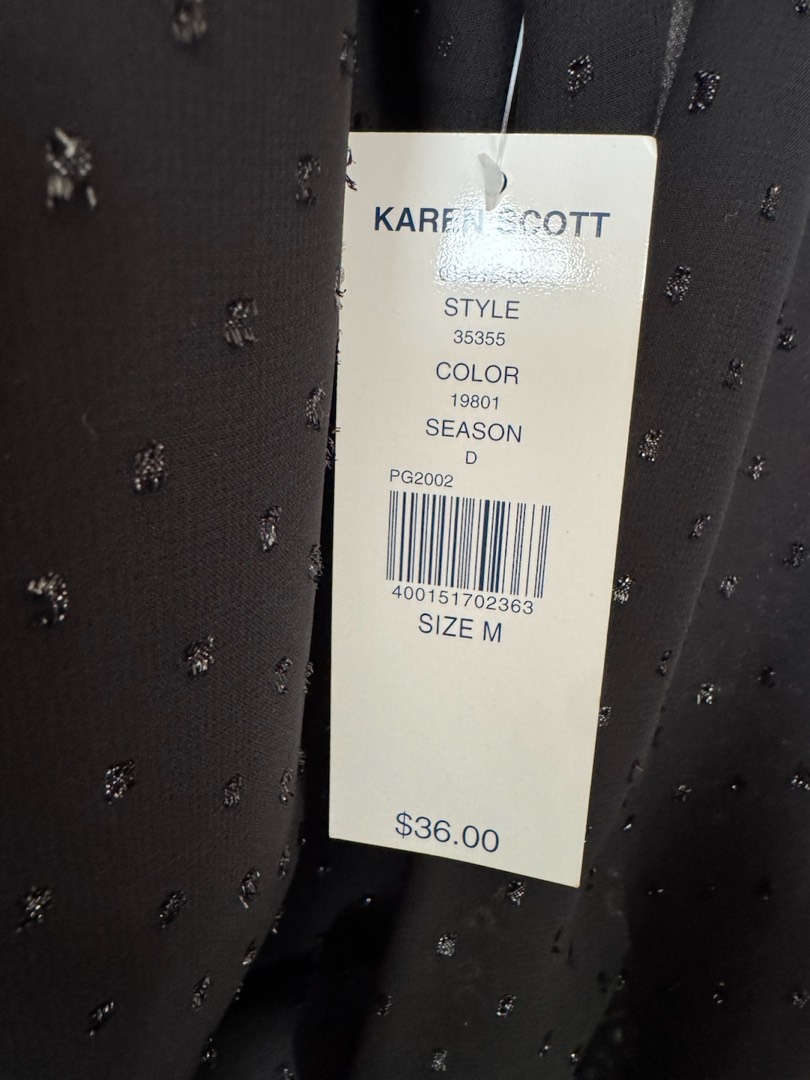 KAREN SCOTT
STYLE
35355
COLOR
19801
SEASON
D
PG2002
400151702363
SIZE M
$36.00